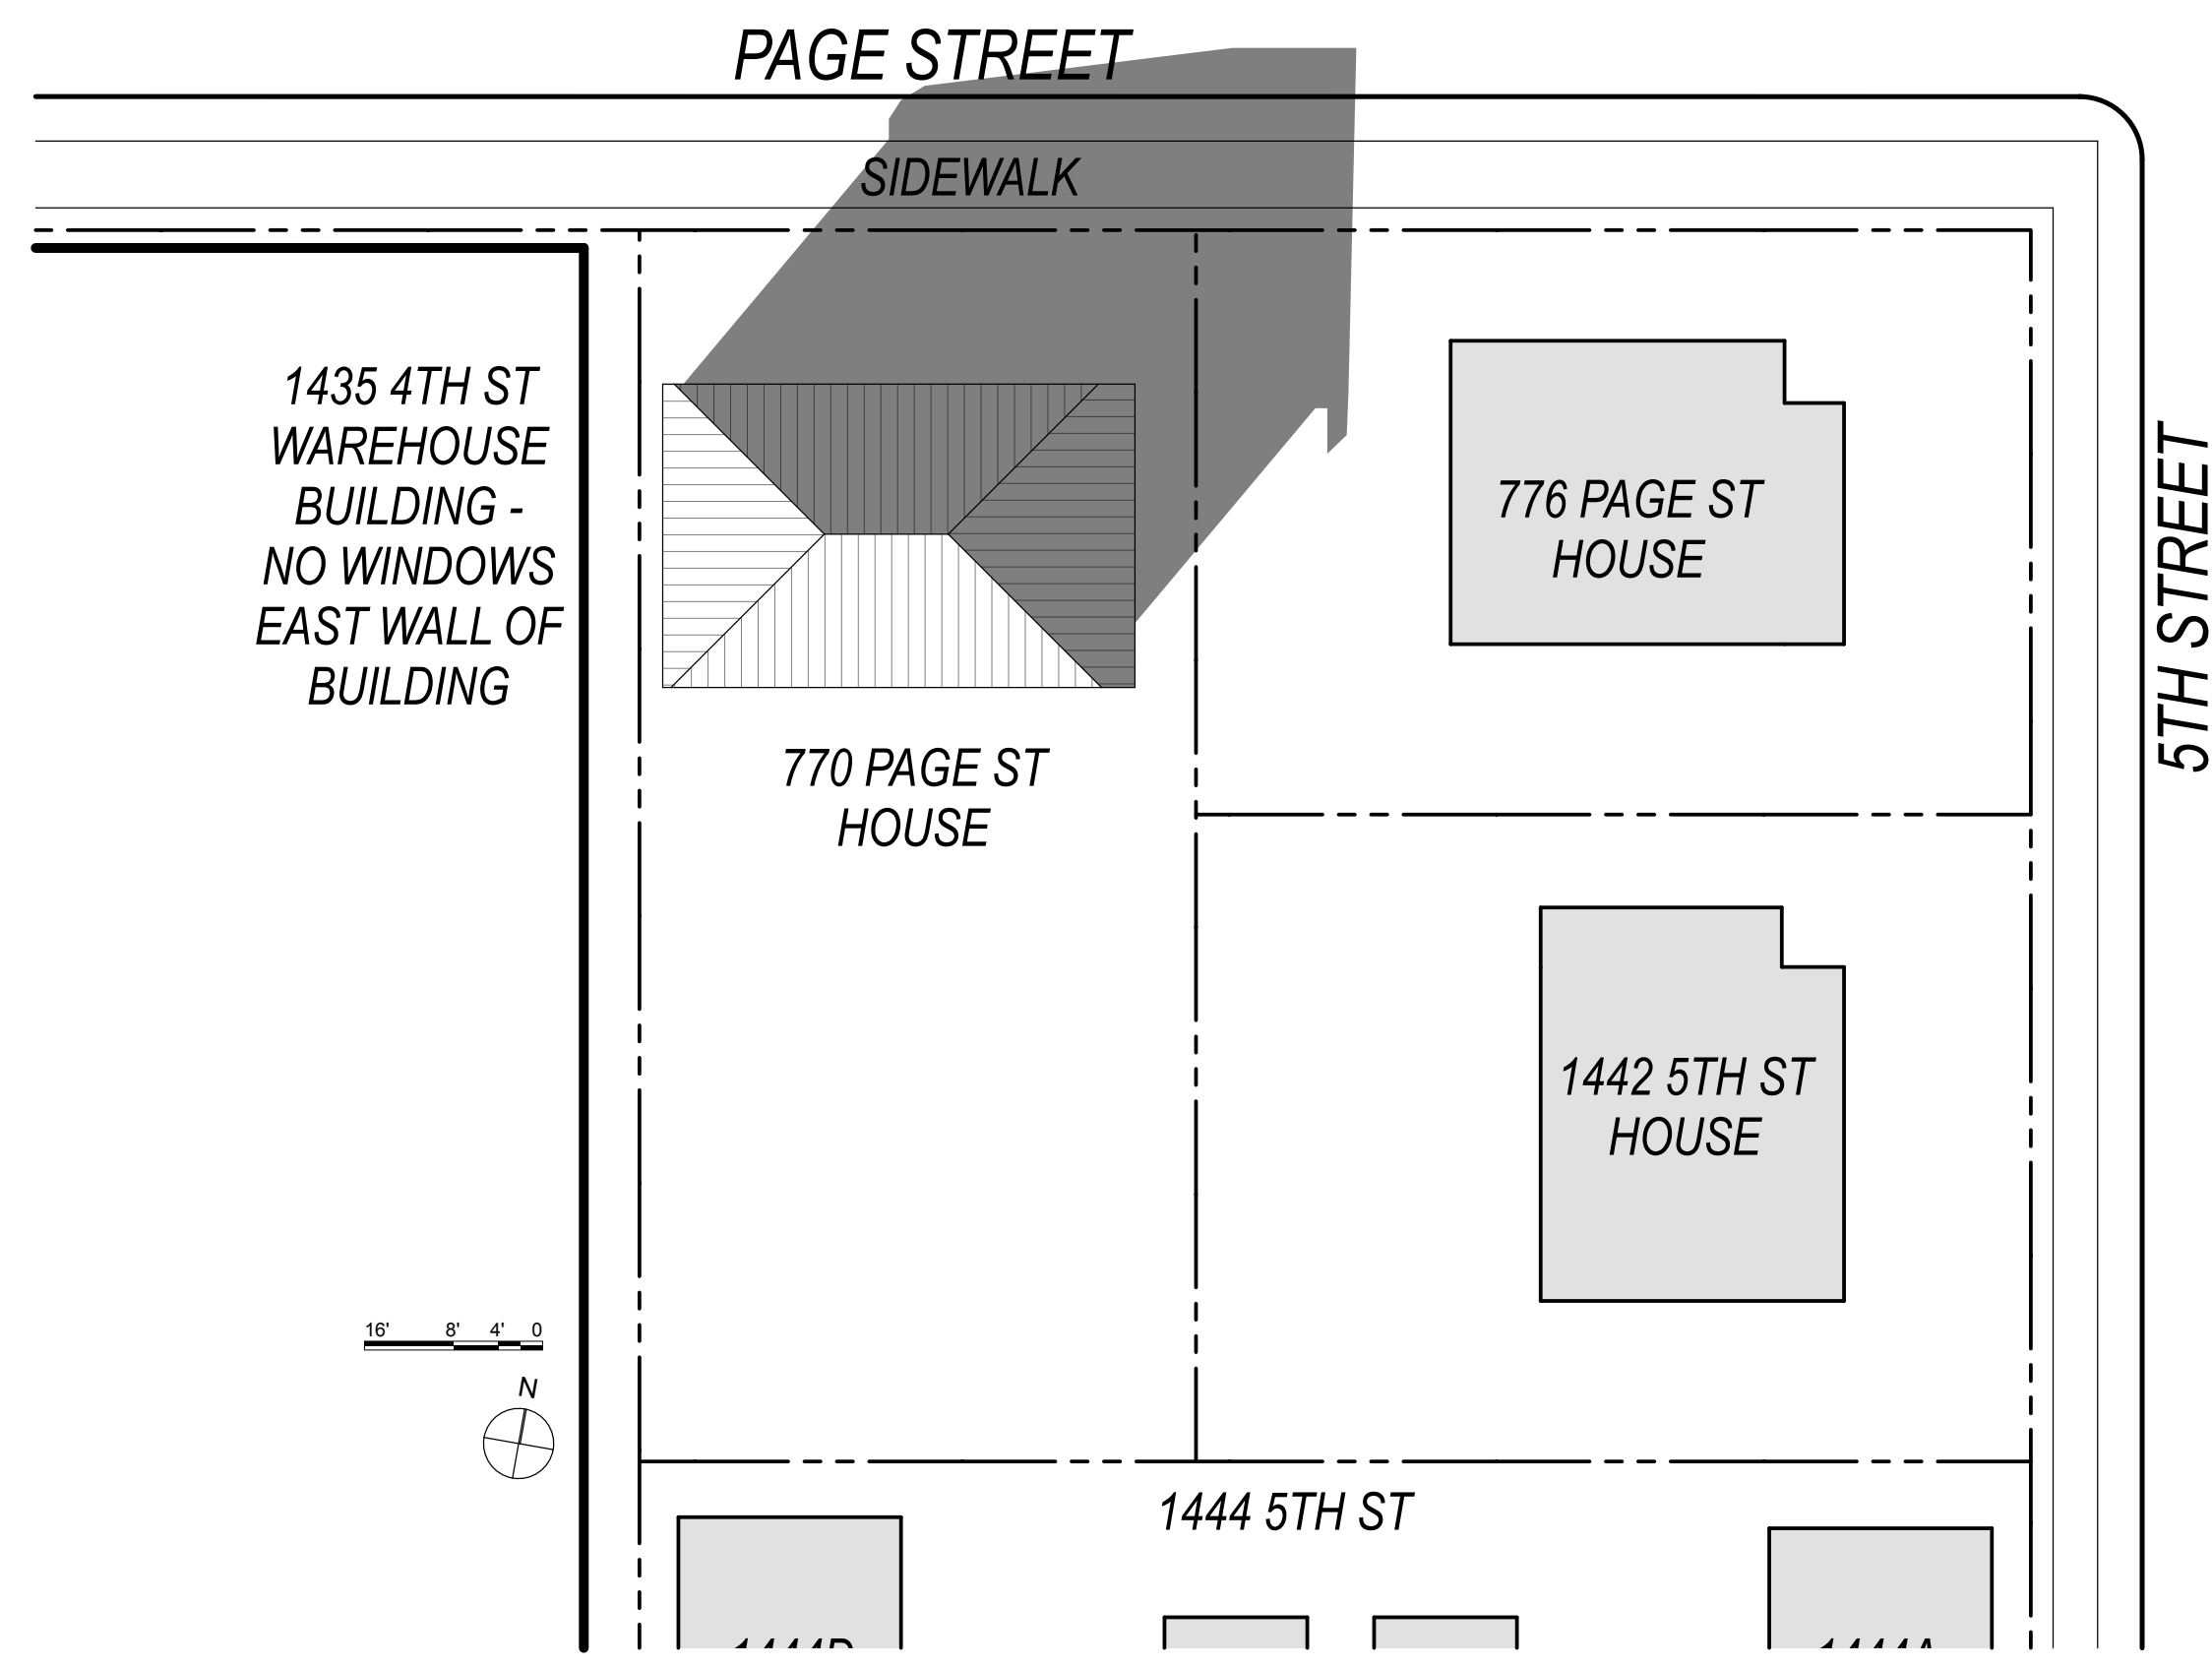 PAGE STREET
SIDEWALK
1435 4TH ST
WAREHOUSE
BUILDING -
NO WINDOWS
EAST WALL OF
BUILDING
776 PAGE ST
HOUSE
5TH STREET
770 PAGE ST
HOUSE
1442 5TH ST
HOUSE
16' 8' 4' 0
N
1444 5TH ST